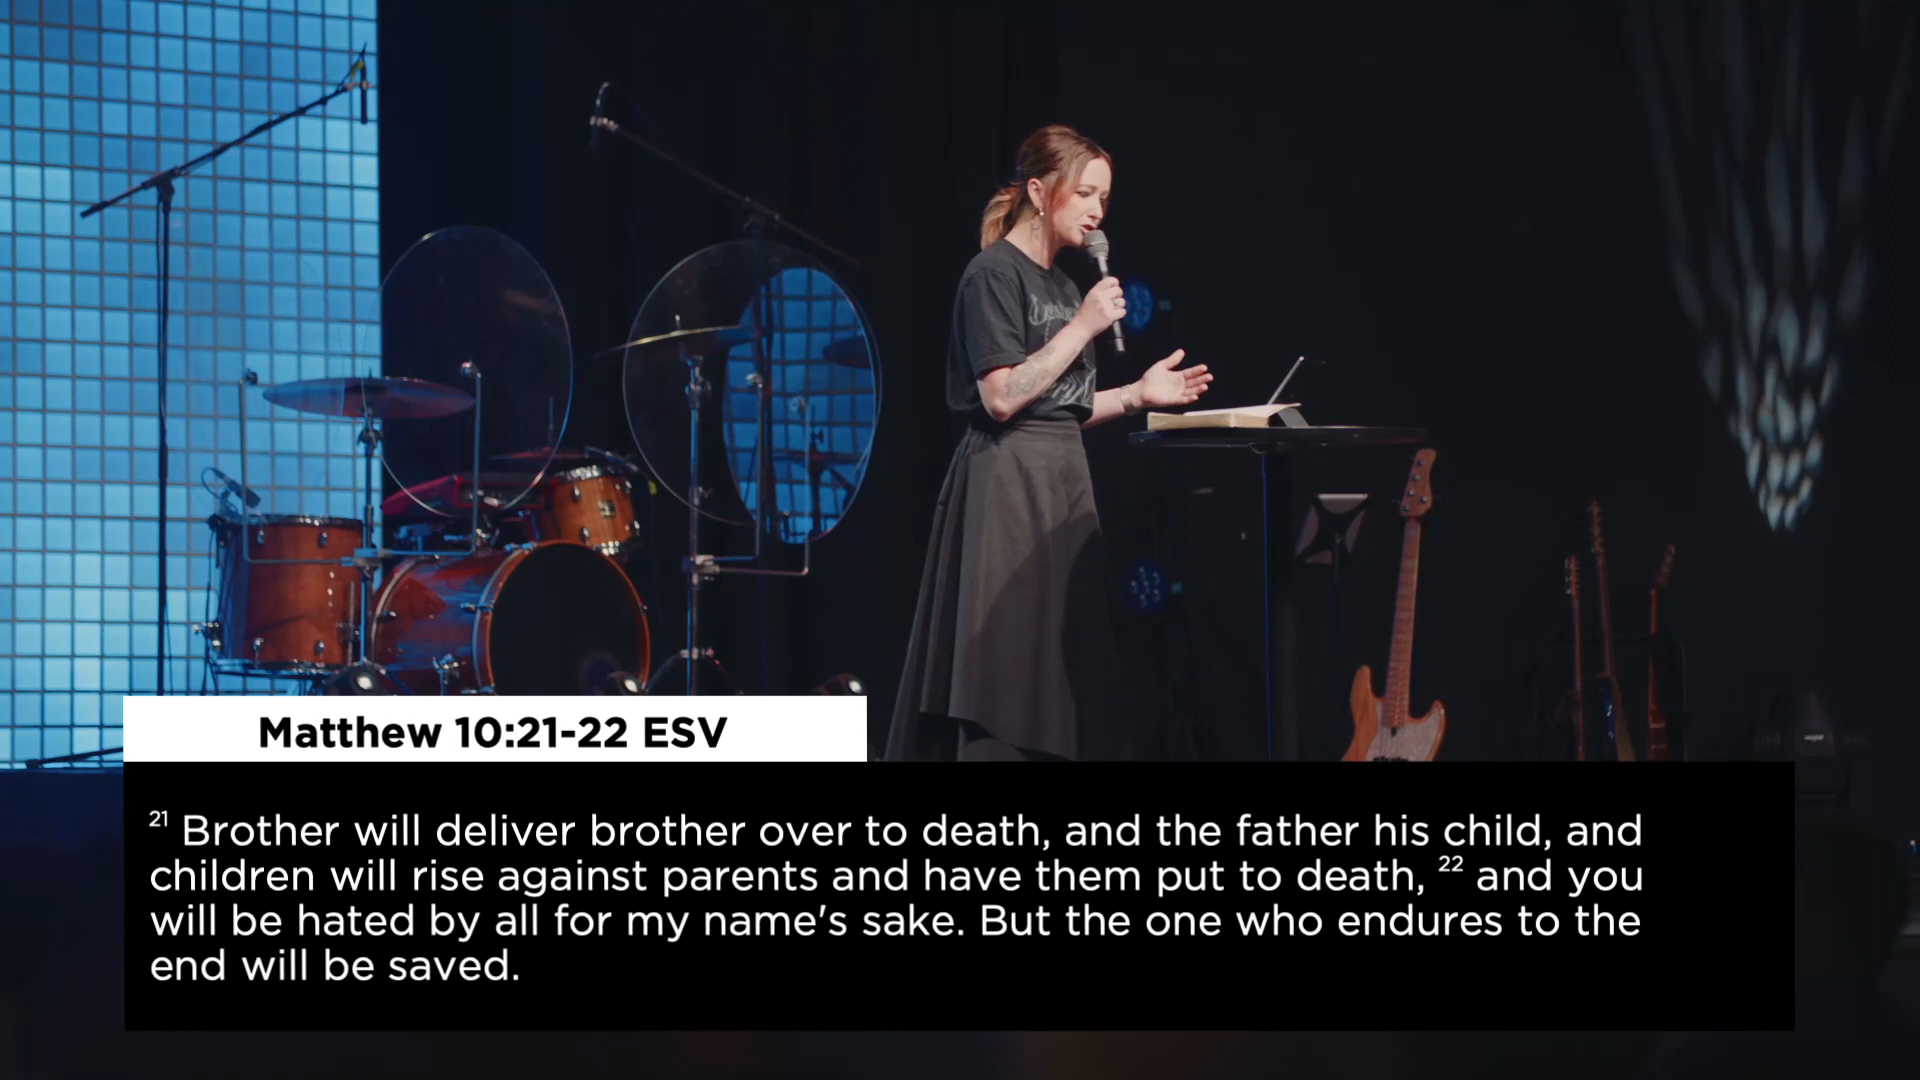 Matthew 10:21-22 ESV
21 Brother will deliver brother over to death, and the father his child, and
children will rise against parents and have them put to death, 22 and you
will be hated by all for my name's sake. But the one who endures to the
end will be saved.